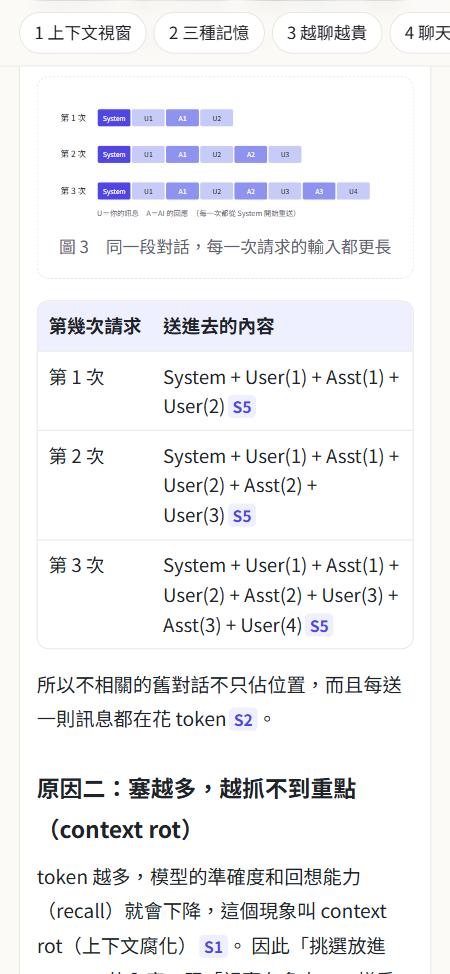 1 上下文視窗
2 三種記憶
3 越聊越貴
4 聊天
第 1 次 System U1 A1 U2
第 2 次 System U1 A1 U2 A2 U3
第 3 次 System U1 A1 U2 A2 U3 A3 U4
U＝你的訊息　A＝AI 的回應　（每一次都從 System 開始重送）
圖 3　同一段對話，每一次請求的輸入都更長
第幾次請求 送進去的內容
第 1 次 System + User(1) + Asst(1) +
User(2) S5
第 2 次 System + User(1) + Asst(1) +
User(2) + Asst(2) +
User(3) S5
第 3 次 System + User(1) + Asst(1) +
User(2) + Asst(2) + User(3) +
Asst(3) + User(4) S5
所以不相關的舊對話不只佔位置，而且每送
一則訊息都在花 token S2 。
原因二：塞越多，越抓不到重點
（context rot）
token 越多，模型的準確度和回想能力
（recall）就會下降，這個現象叫 context
rot（上下文腐化） S1 。 因此「挑選放進